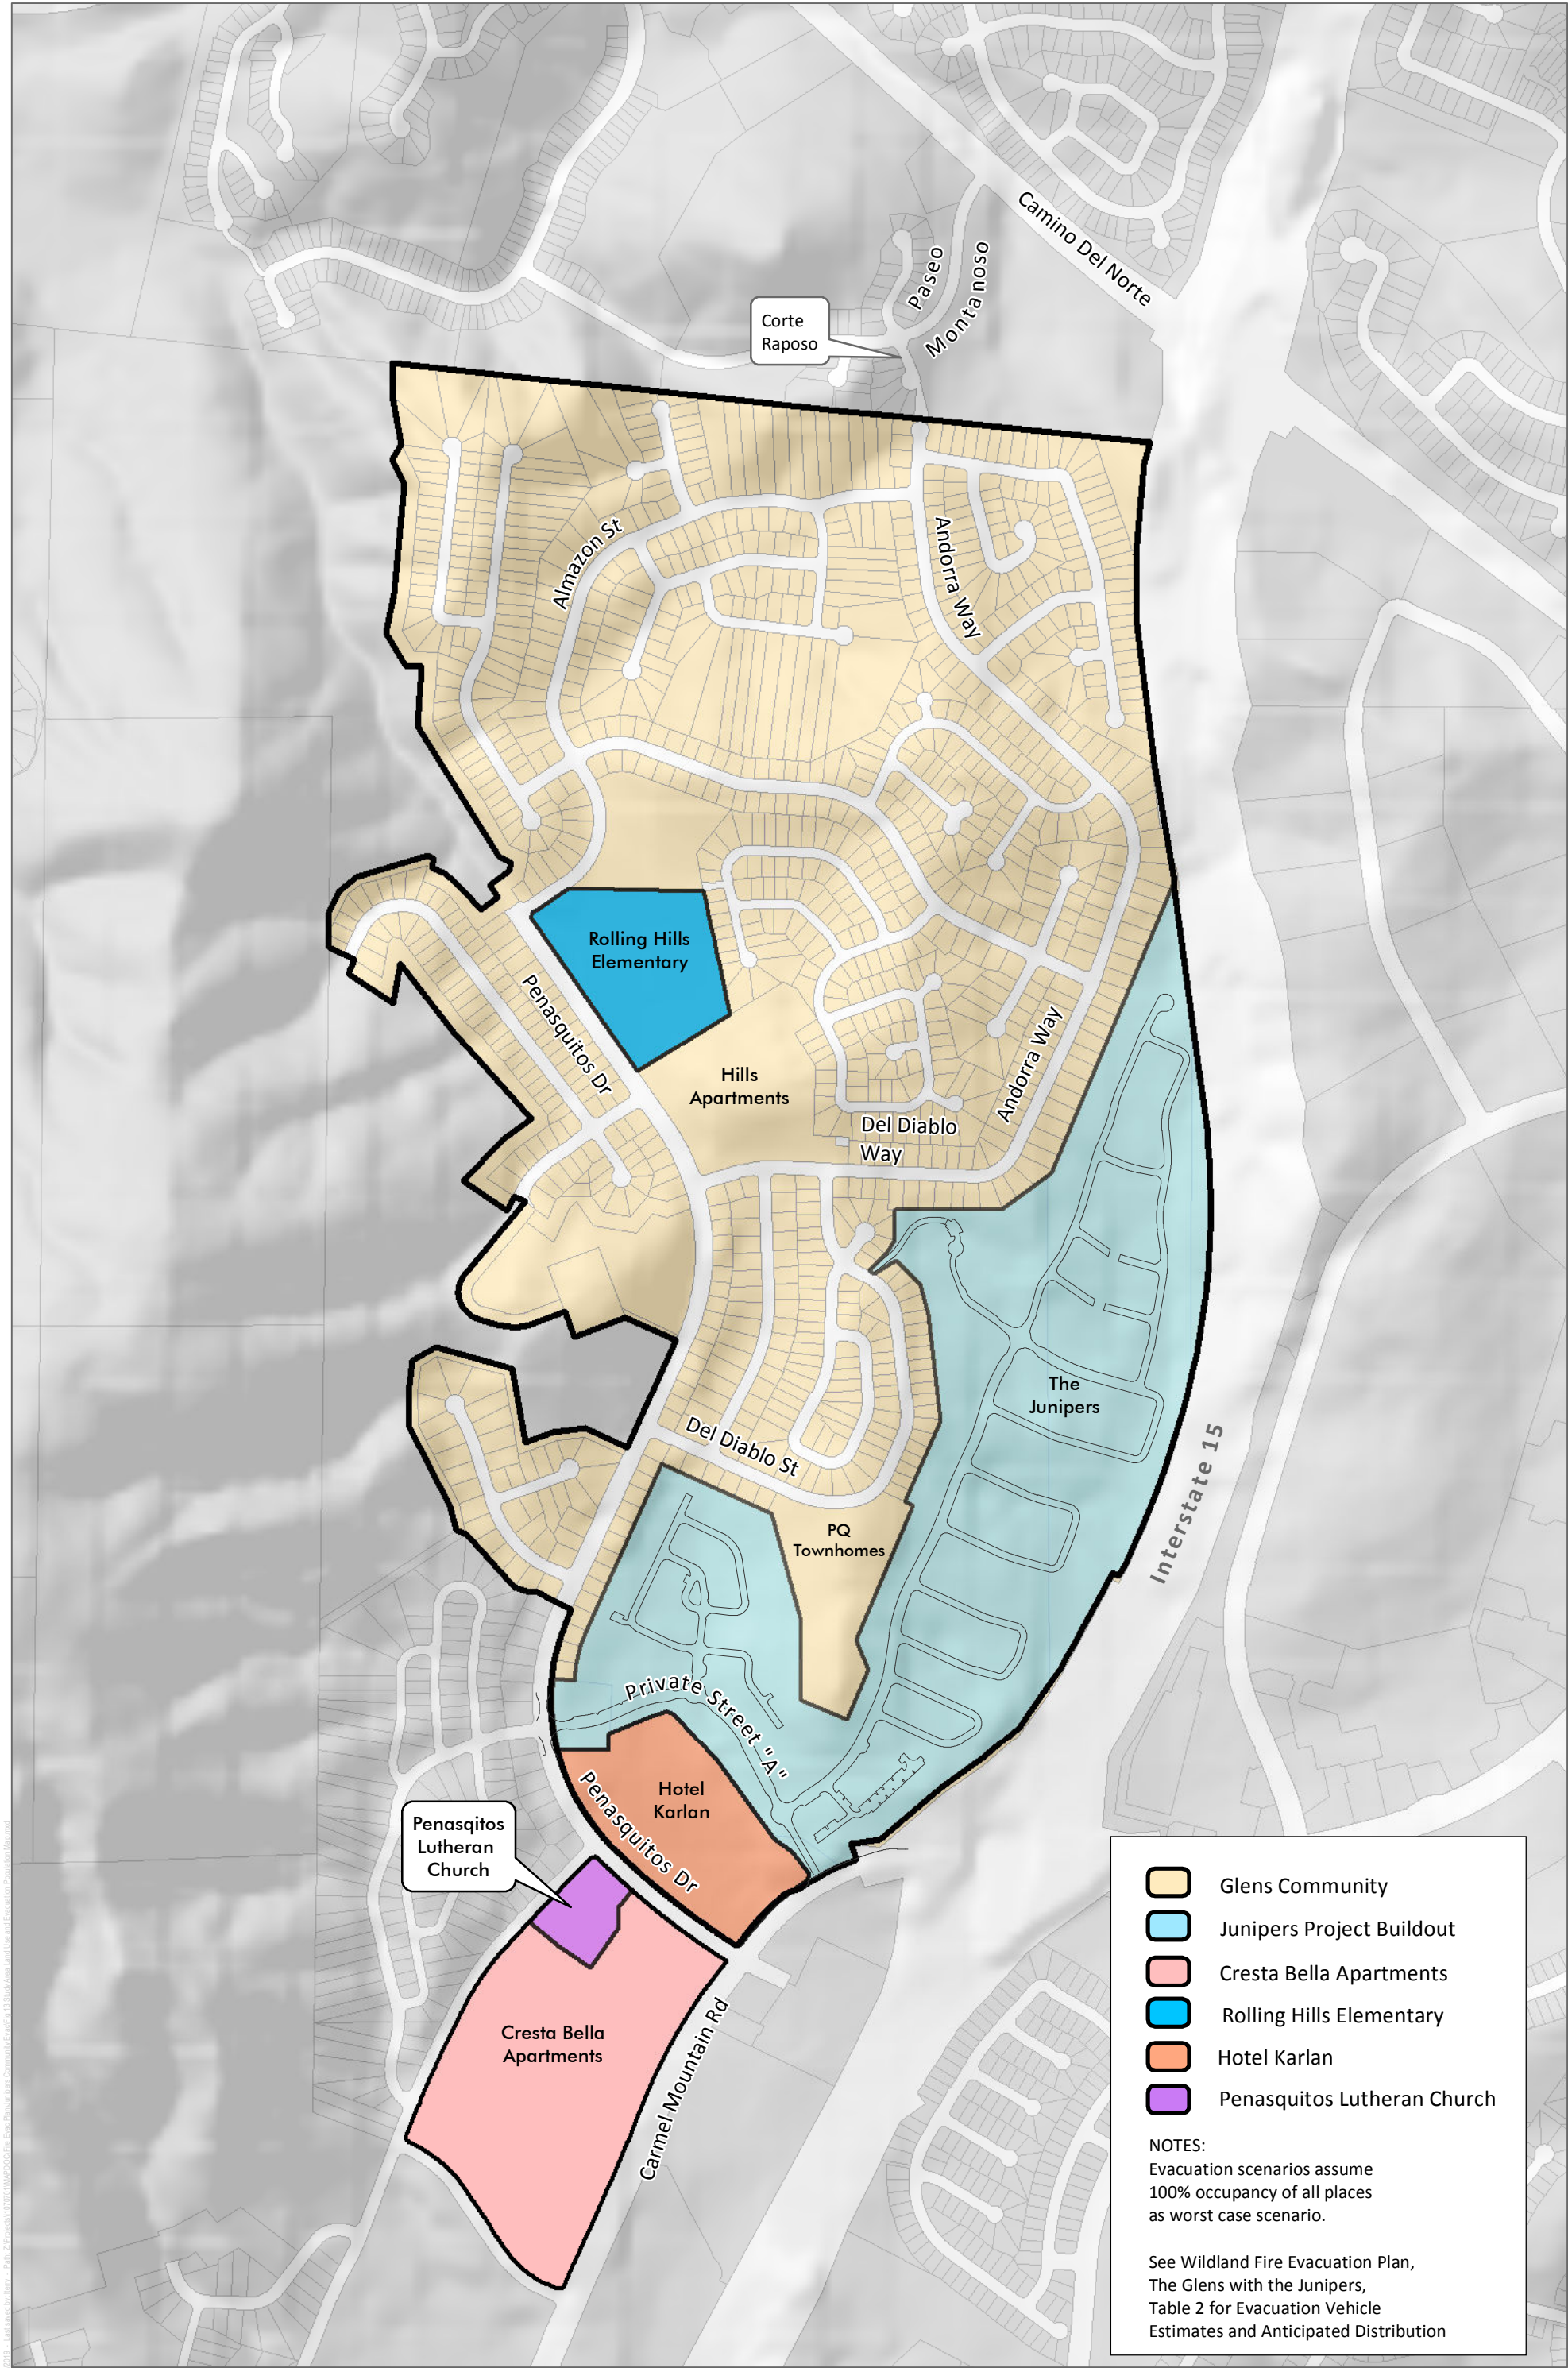 Camino Del Norte
Paseo
Montanoso
Corte
Raposo
Almazon St
Andorra Way
Rolling Hills
Elementary
Penasquitos Dr
Hills
Apartments
Andorra Way
Del Diablo
Way
The
Junipers
Del Diablo St
Interstate 15
PQ
Townhomes
Private Street "A"
Hotel
Karlan
Penasquitos Dr
Penasqitos
Lutheran
Church
Cresta Bella
Apartments
Carmel Mountain Rd
Glens Community
Junipers Project Buildout
Cresta Bella Apartments
Rolling Hills Elementary
Hotel Karlan
Penasquitos Lutheran Church
NOTES:
Evacuation scenarios assume
100% occupancy of all places
as worst case scenario.
See Wildland Fire Evacuation Plan,
The Glens with the Junipers,
Table 2 for Evacuation Vehicle
Estimates and Anticipated Distribution